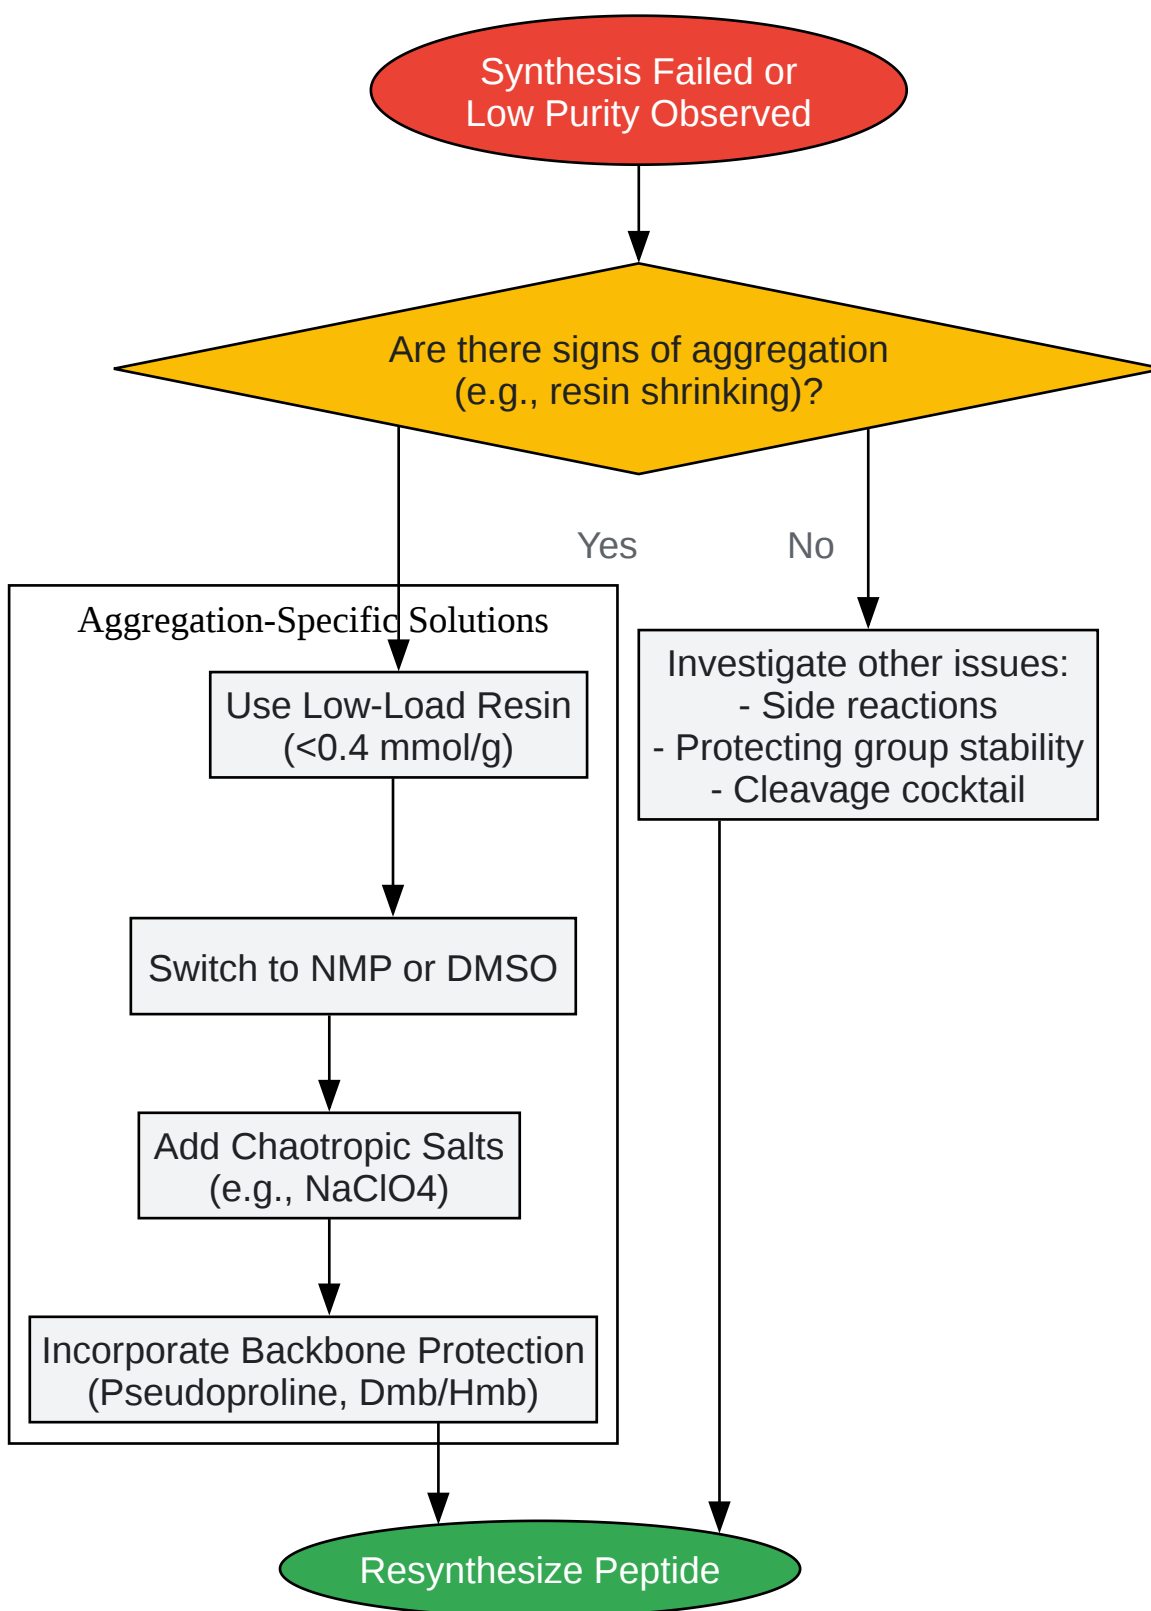 Synthesis Failed or
Low Purity Observed
Are there signs of aggregation
(e.g., resin shrinking)?
Yes
No
Aggregation-Specific Solutions
Use Low-Load Resin
(<0.4 mmol/g)
Investigate other issues:
- Side reactions
- Protecting group stability
- Cleavage cocktail
Switch to NMP or DMSO
Add Chaotropic Salts
(e.g., NaClO4)
Incorporate Backbone Protection
(Pseudoproline, Dmb/Hmb)
Resynthesize Peptide